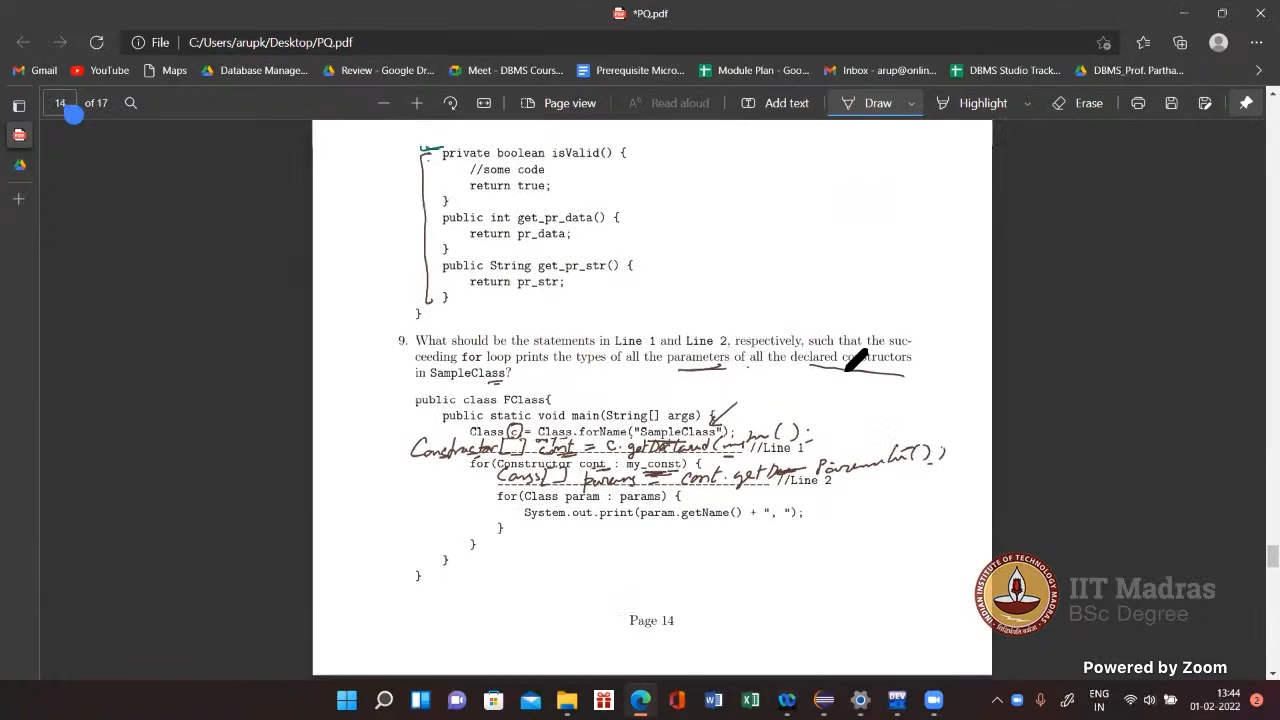 *PQ.pdf
File C:/Users/arupk/Desktop/PQ.pdf
Gmail YouTube Maps Database Manage... Review - Google Dr... Meet - DBMS Cours... Prerequisite Micro... Module Plan - Goo... Inbox - arup@onlin... DBMS Studio Track... DBMS_Prof. Partha...
14 of 17 Page view Read aloud Add text Draw Highlight Erase
private boolean isValid() {
//some code
return true;
}
public int get_pr_data() {
return pr_data;
}
public String get_pr_str() {
return pr_str;
}
}
9. What should be the statements in Line 1 and Line 2, respectively, such that the suc-
ceeding for loop prints the types of all the parameters of all the declared constructors
in SampleClass?
public class FClass{
public static void main(String[] args) {
Class c = Class.forName("SampleClass");
Constructor[] cont = c.get //Line 1
for(Constructor cont : my_const) {
Class[] params = cont.get //Line 2
for(Class param : params) {
System.out.print(param.getName() + ", ");
}
}
}
}
Page 14
INDIAN INSTITUTE OF TECHNOLOGY MADRAS
IIT Madras
BSc Degree
Powered by Zoom
ENG
IN
13:44
01-02-2022
2